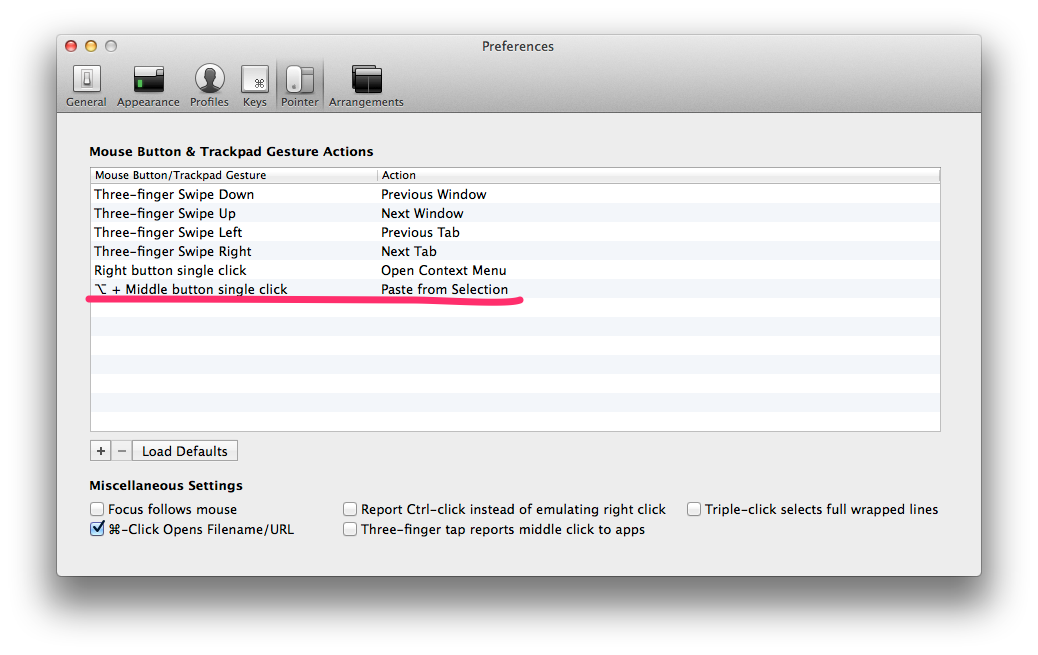 Preferences
General Appearance Profiles Keys Pointer Arrangements
Mouse Button & Trackpad Gesture Actions
Mouse Button/Trackpad Gesture Action
Three-finger Swipe Down Previous Window
Three-finger Swipe Up Next Window
Three-finger Swipe Left Previous Tab
Three-finger Swipe Right Next Tab
Right button single click Open Context Menu
⌥ + Middle button single click Paste from Selection
+ − Load Defaults
Miscellaneous Settings
Focus follows mouse Report Ctrl-click instead of emulating right click Triple-click selects full wrapped lines
⌘-Click Opens Filename/URL Three-finger tap reports middle click to apps